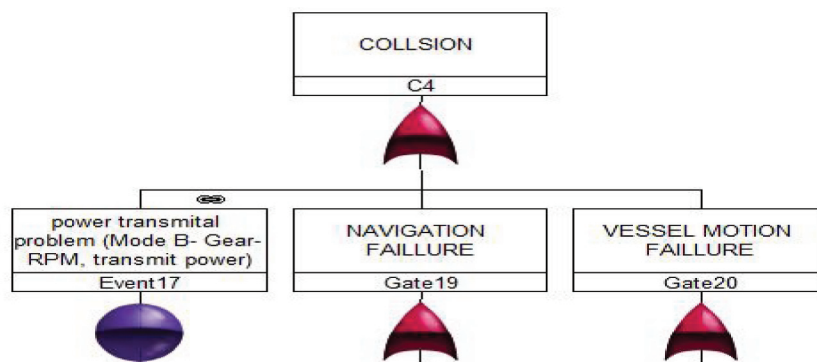 COLLSION
C4
power transmital
problem (Mode B- Gear-
RPM, transmit power)
Event17
NAVIGATION
FAILLURE
Gate19
VESSEL MOTION
FAILLURE
Gate20